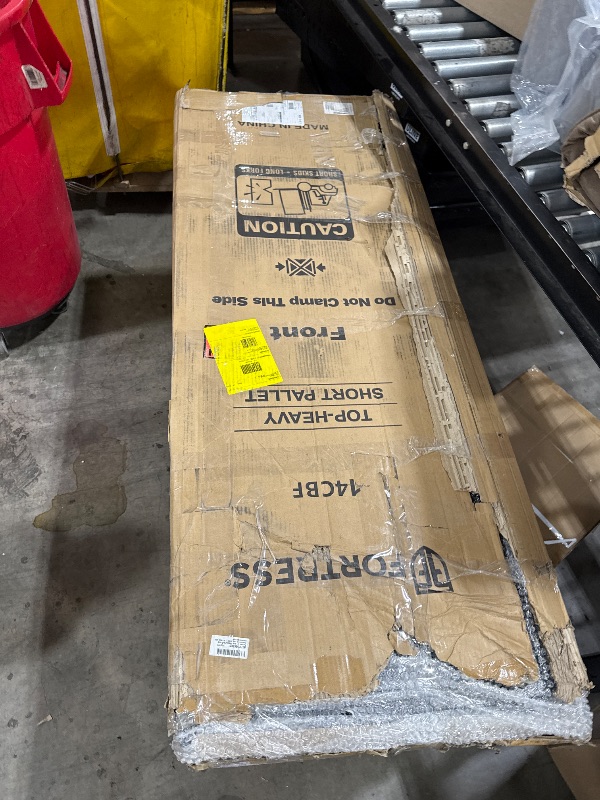 FORTRESS
14CBF
TOP-HEAVY
SHORT PALLET
Front
Do Not Clamp This Side
CAUTION
SHORT SKIDS - LONG FORKS
MADE IN CHINA